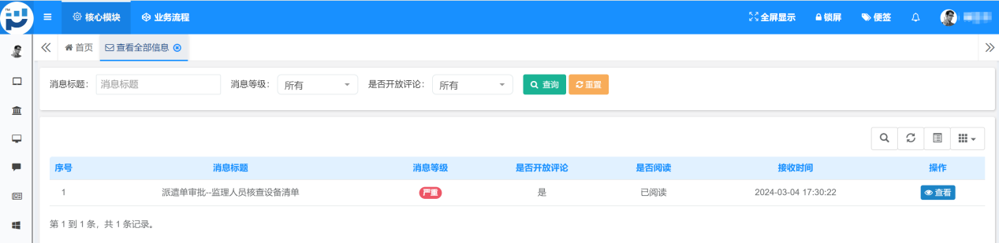 核心模块 业务流程 全屏显示 锁屏 便签
首页 查看全部信息
消息标题： 消息标题 消息等级： 所有 是否开放评论： 所有 查询 重置
序号 消息标题 消息等级 是否开放评论 是否阅读 接收时间 操作
1 派遣单审批--监理人员核查设备清单 严重 是 已阅读 2024-03-04 17:30:22 查看
第 1 到 1 条，共 1 条记录。